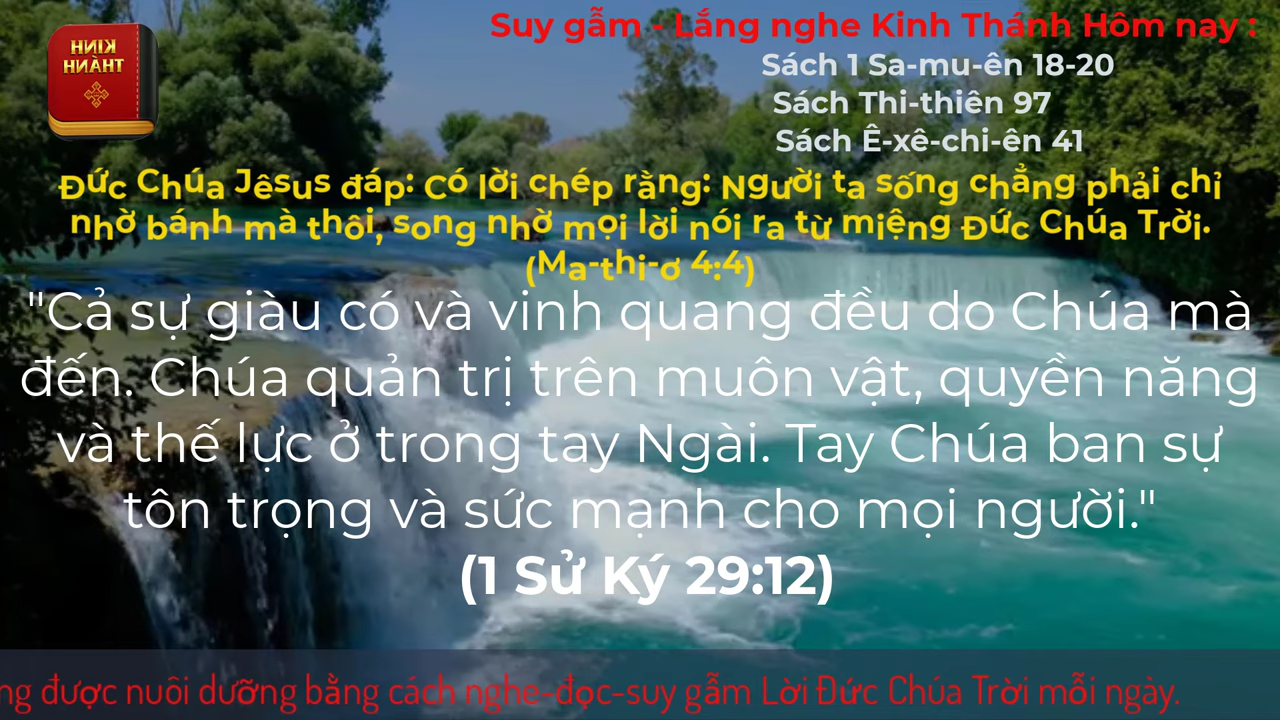 KINH
THÁNH
Suy gẫm - Lắng nghe Kinh Thánh Hôm nay :
Sách 1 Sa-mu-ên 18-20
Sách Thi-thiên 97
Sách Ê-xê-chi-ên 41
Đức Chúa Jêsus đáp: Có lời chép rằng: Người ta sống chẳng phải chỉ
nhờ bánh mà thôi, song nhờ mọi lời nói ra từ miệng Đức Chúa Trời.
(Ma-thi-ơ 4:4)
"Cả sự giàu có và vinh quang đều do Chúa mà
đến. Chúa quản trị trên muôn vật, quyền năng
và thế lực ở trong tay Ngài. Tay Chúa ban sự
tôn trọng và sức mạnh cho mọi người."
(1 Sử Ký 29:12)
ng được nuôi dưỡng bằng cách nghe-đọc-suy gẫm Lời Đức Chúa Trời mỗi ngày.